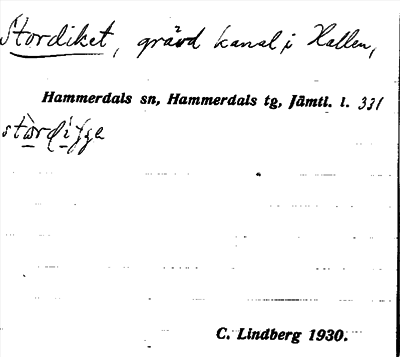 Stordiket, grävd kanal i Hallen,
Hammerdals sn, Hammerdals tg, Jämtl. l. 331
C. Lindberg 1930.